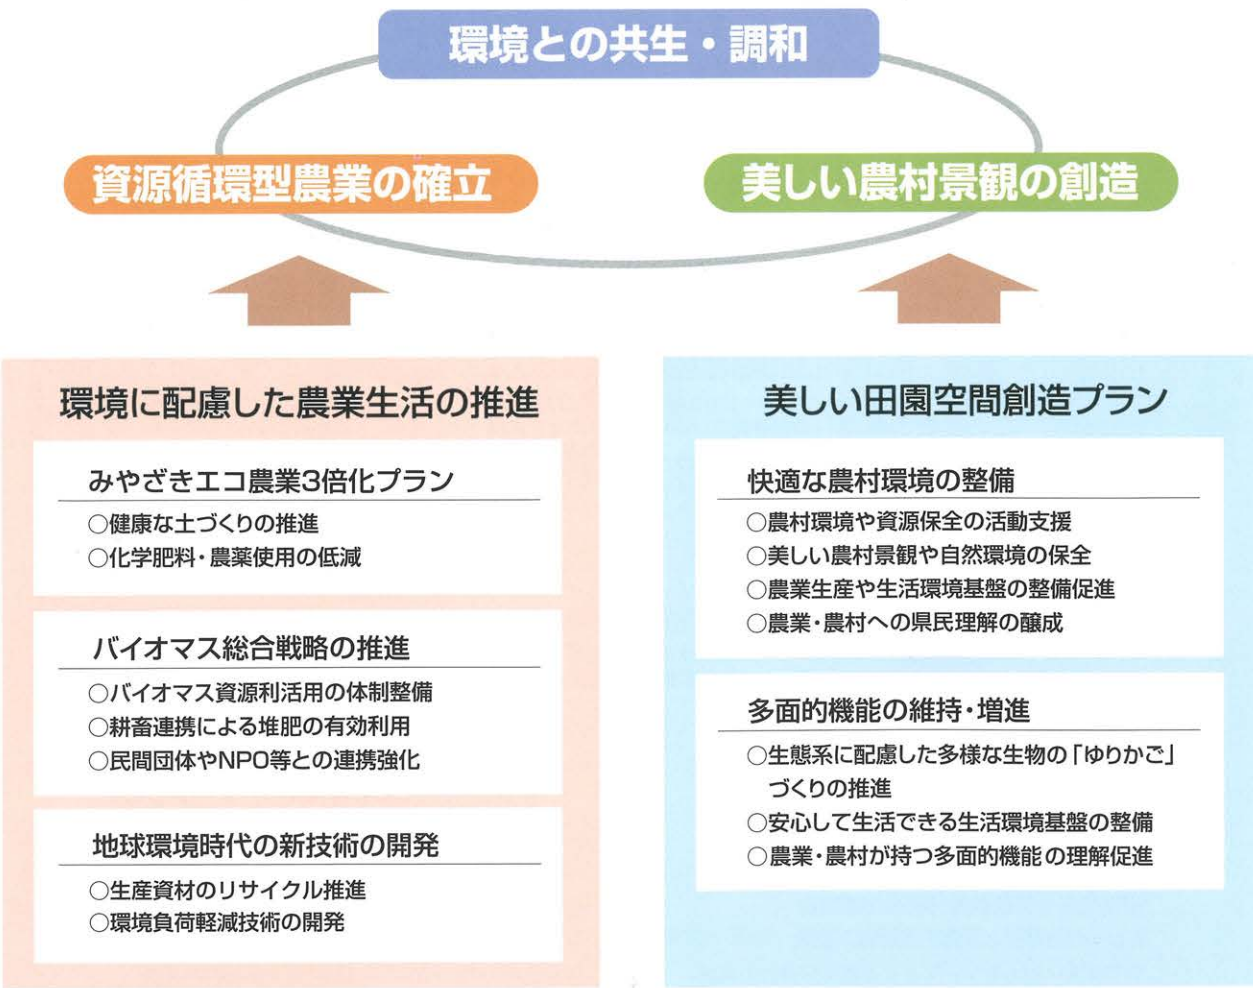 環境との共生・調和
資源循環型農業の確立
美しい農村景観の創造
環境に配慮した農業生活の推進
みやざきエコ農業3倍化プラン
○健康な土づくりの推進
○化学肥料・農薬使用の低減
バイオマス総合戦略の推進
○バイオマス資源利活用の体制整備
○耕畜連携による堆肥の有効利用
○民間団体やNPO等との連携強化
地球環境時代の新技術の開発
○生産資材のリサイクル推進
○環境負荷軽減技術の開発
美しい田園空間創造プラン
快適な農村環境の整備
○農村環境や資源保全の活動支援
○美しい農村景観や自然環境の保全
○農業生産や生活環境基盤の整備促進
○農業・農村への県民理解の醸成
多面的機能の維持・増進
○生態系に配慮した多様な生物の「ゆりかご」
づくりの推進
○安心して生活できる生活環境基盤の整備
○農業・農村が持つ多面的機能の理解促進